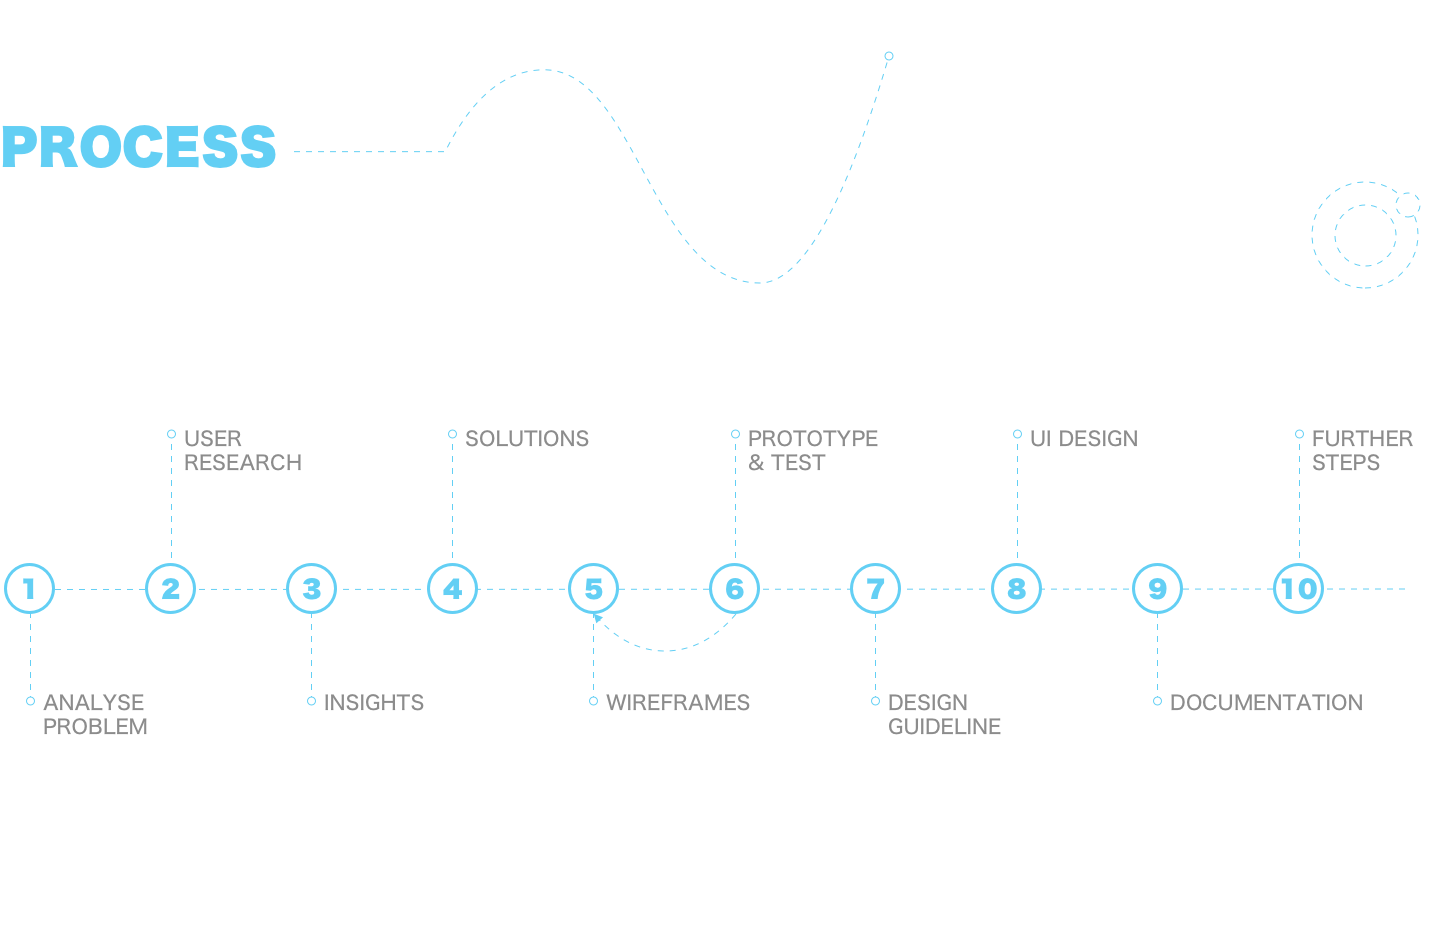 PROCESS
USER
RESEARCH
SOLUTIONS
PROTOTYPE
& TEST
UI DESIGN
FURTHER
STEPS
1 2 3 4 5 6 7 8 9 10
ANALYSE
PROBLEM
INSIGHTS
WIREFRAMES
DESIGN
GUIDELINE
DOCUMENTATION